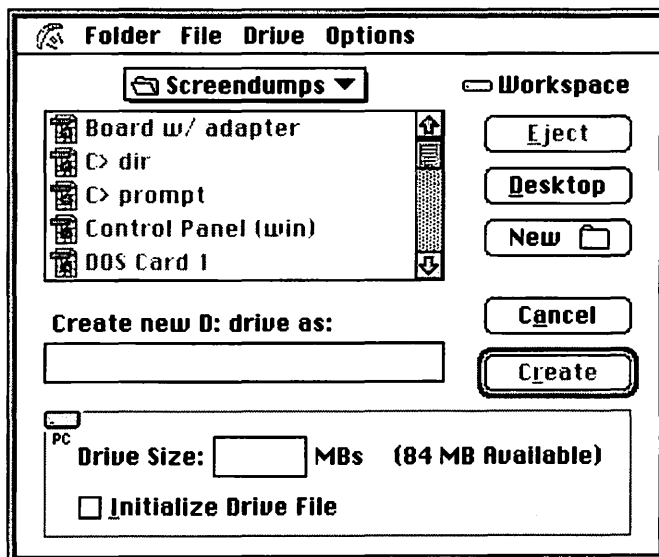 Folder File Drive Options
Screendumps
Workspace
Board w/ adapter
C> dir
C> prompt
Control Panel (win)
DOS Card 1
Eject
Desktop
New
Create new D: drive as:
Cancel
Create
PC
Drive Size: MBs (84 MB Available)
Initialize Drive File